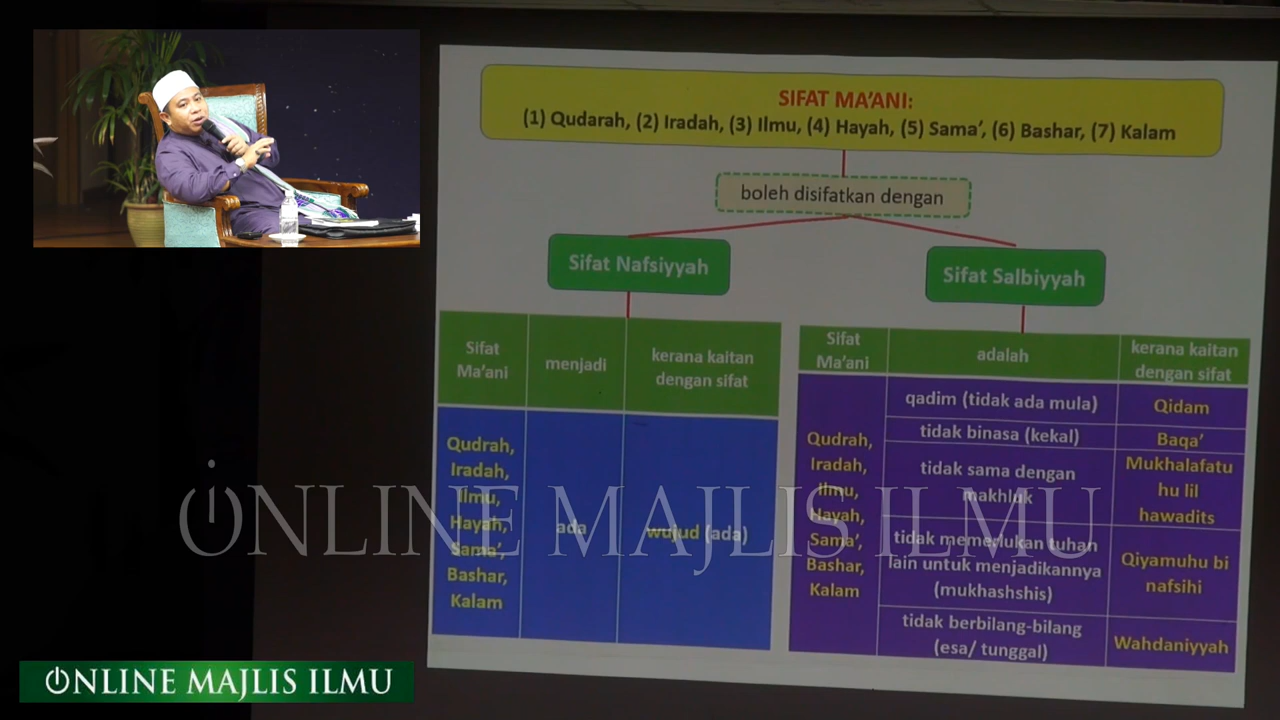 SIFAT MA'ANI:
(1) Qudarah, (2) Iradah, (3) Ilmu, (4) Hayah, (5) Sama', (6) Bashar, (7) Kalam
boleh disifatkan dengan
Sifat Nafsiyyah
Sifat Ma'ani
menjadi
kerana kaitan
dengan sifat
Qudrah,
Iradah,
Ilmu,
Hayah,
Sama',
Bashar,
Kalam
ada
wujud (ada)
Sifat Salbiyyah
Sifat
Ma'ani
adalah
kerana kaitan
dengan sifat
Qudrah,
Iradah,
Ilmu,
Hayah,
Sama',
Bashar,
Kalam
qadim (tidak ada mula)
Qidam
tidak binasa (kekal)
Baqa'
tidak sama dengan
makhluk
Mukhalafatu
hu lil
hawadits
tidak memerlukan tuhan
lain untuk menjadikannya
(mukhashshis)
Qiyamuhu bi
nafsihi
tidak berbilang-bilang
(esa/ tunggal)
Wahdaniyyah
ONLINE MAJLIS ILMU
ONLINE MAJLIS ILMU